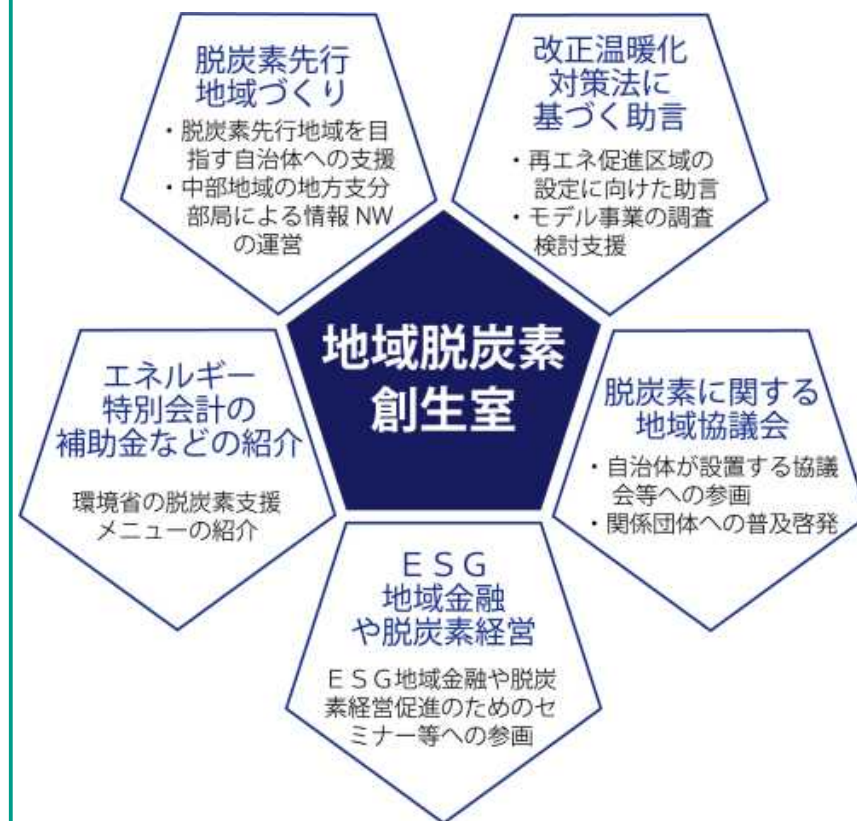 脱炭素先行
地域づくり
・脱炭素先行地域を目
指す自治体への支援
・中部地域の地方支分
部局による情報 NW
の運営
改正温暖化
対策法に
基づく助言
・再エネ促進区域の
設定に向けた助言
・モデル事業の調査
検討支援
地域脱炭素
創生室
エネルギー
特別会計の
補助金などの紹介
環境省の脱炭素支援
メニューの紹介
脱炭素に関する
地域協議会
・自治体が設置する協議
会等への参画
・関係団体への普及啓発
ＥＳＧ
地域金融
や脱炭素経営
ＥＳＧ地域金融や脱炭
素経営促進のためのセ
ミナー等への参画